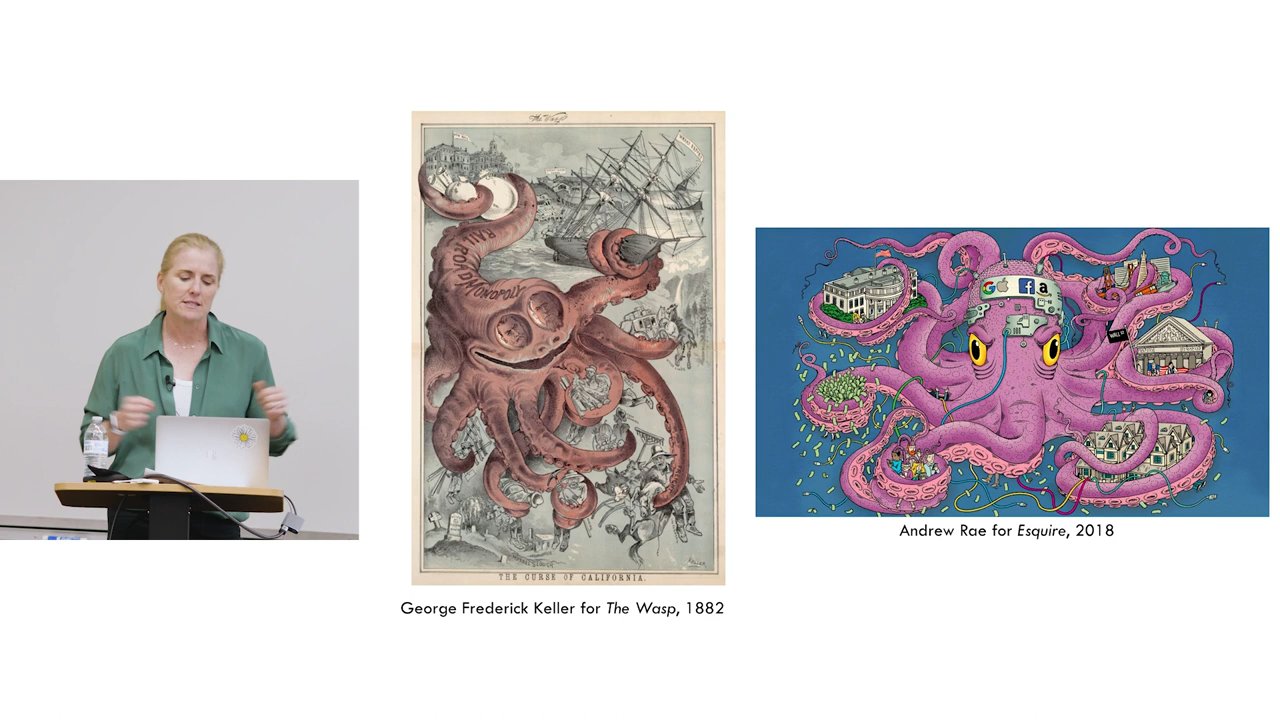 The Wasp
RAILROAD MONOPOLY
THE CURSE OF CALIFORNIA.
KELLER
George Frederick Keller for The Wasp, 1882
G f a
WALL ST
Andrew Rae for Esquire, 2018